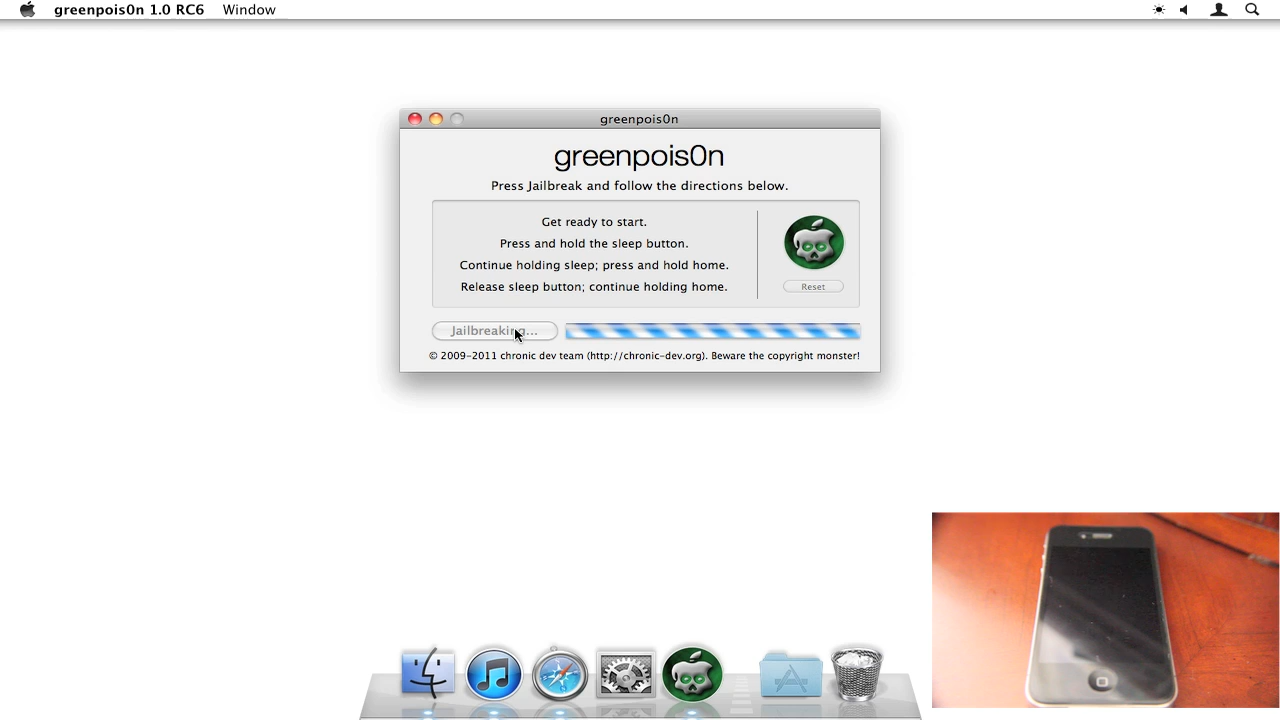 greenpois0n 1.0 RC6 Window
greenpois0n
greenpois0n
Press Jailbreak and follow the directions below.
Get ready to start.
Press and hold the sleep button.
Continue holding sleep; press and hold home.
Release sleep button; continue holding home.
Reset
Jailbreaking...
© 2009-2011 chronic dev team (http://chronic-dev.org). Beware the copyright monster!